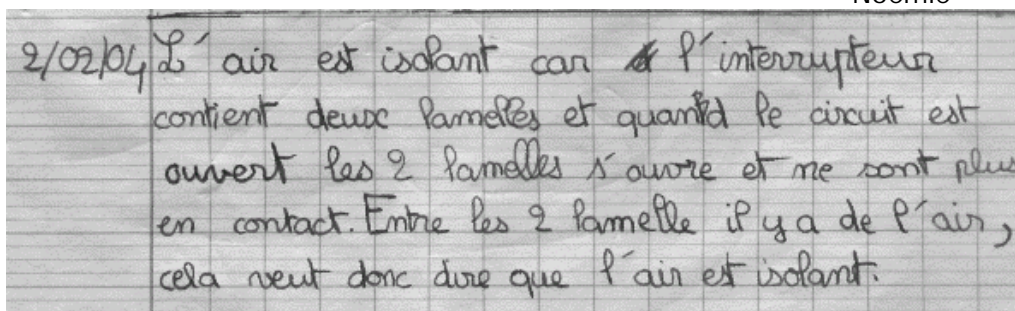 2/02/04 L'air est isolant car l'interrupteur
contient deux lamelles et quand le circuit est
ouvert les 2 lamelles s'ouvre et ne sont plus
en contact. Entre les 2 lamelle il y a de l'air,
cela veut donc dire que l'air est isolant.